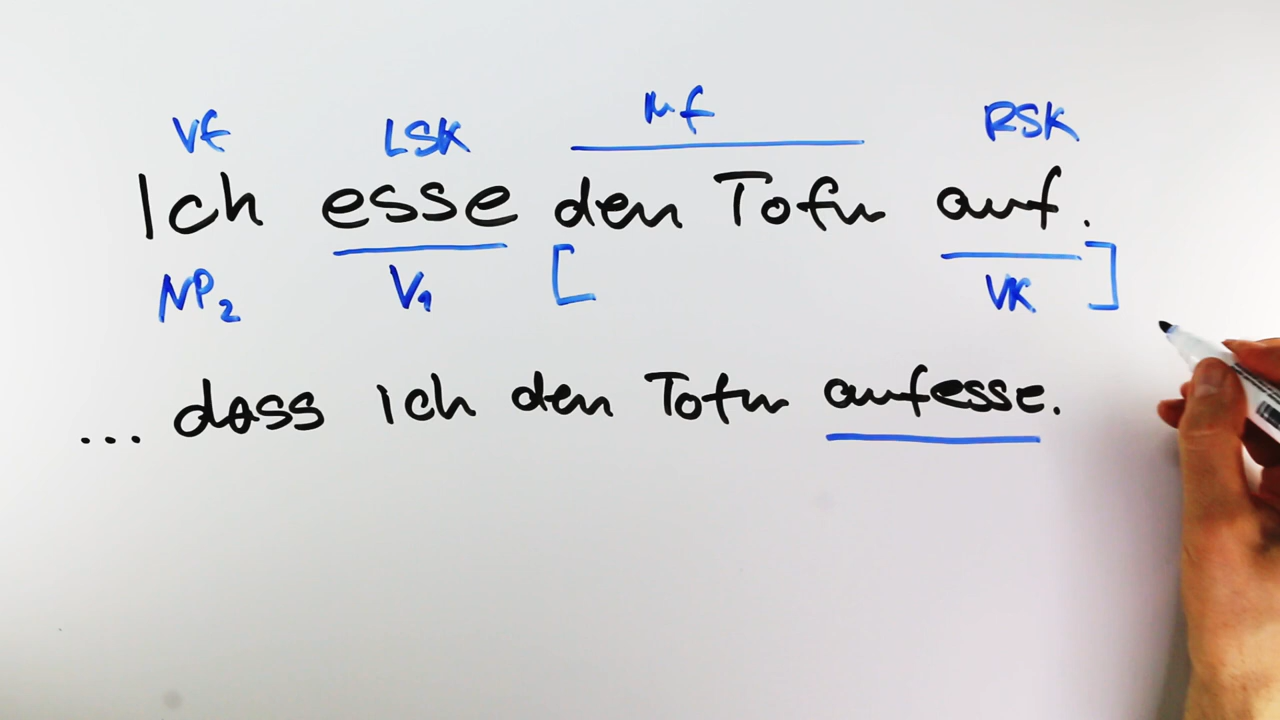 Vf LSK Mf RSK
Ich esse den Tofu auf.
NP2 V1 [ VK ]
... dass ich den Tofu aufesse.